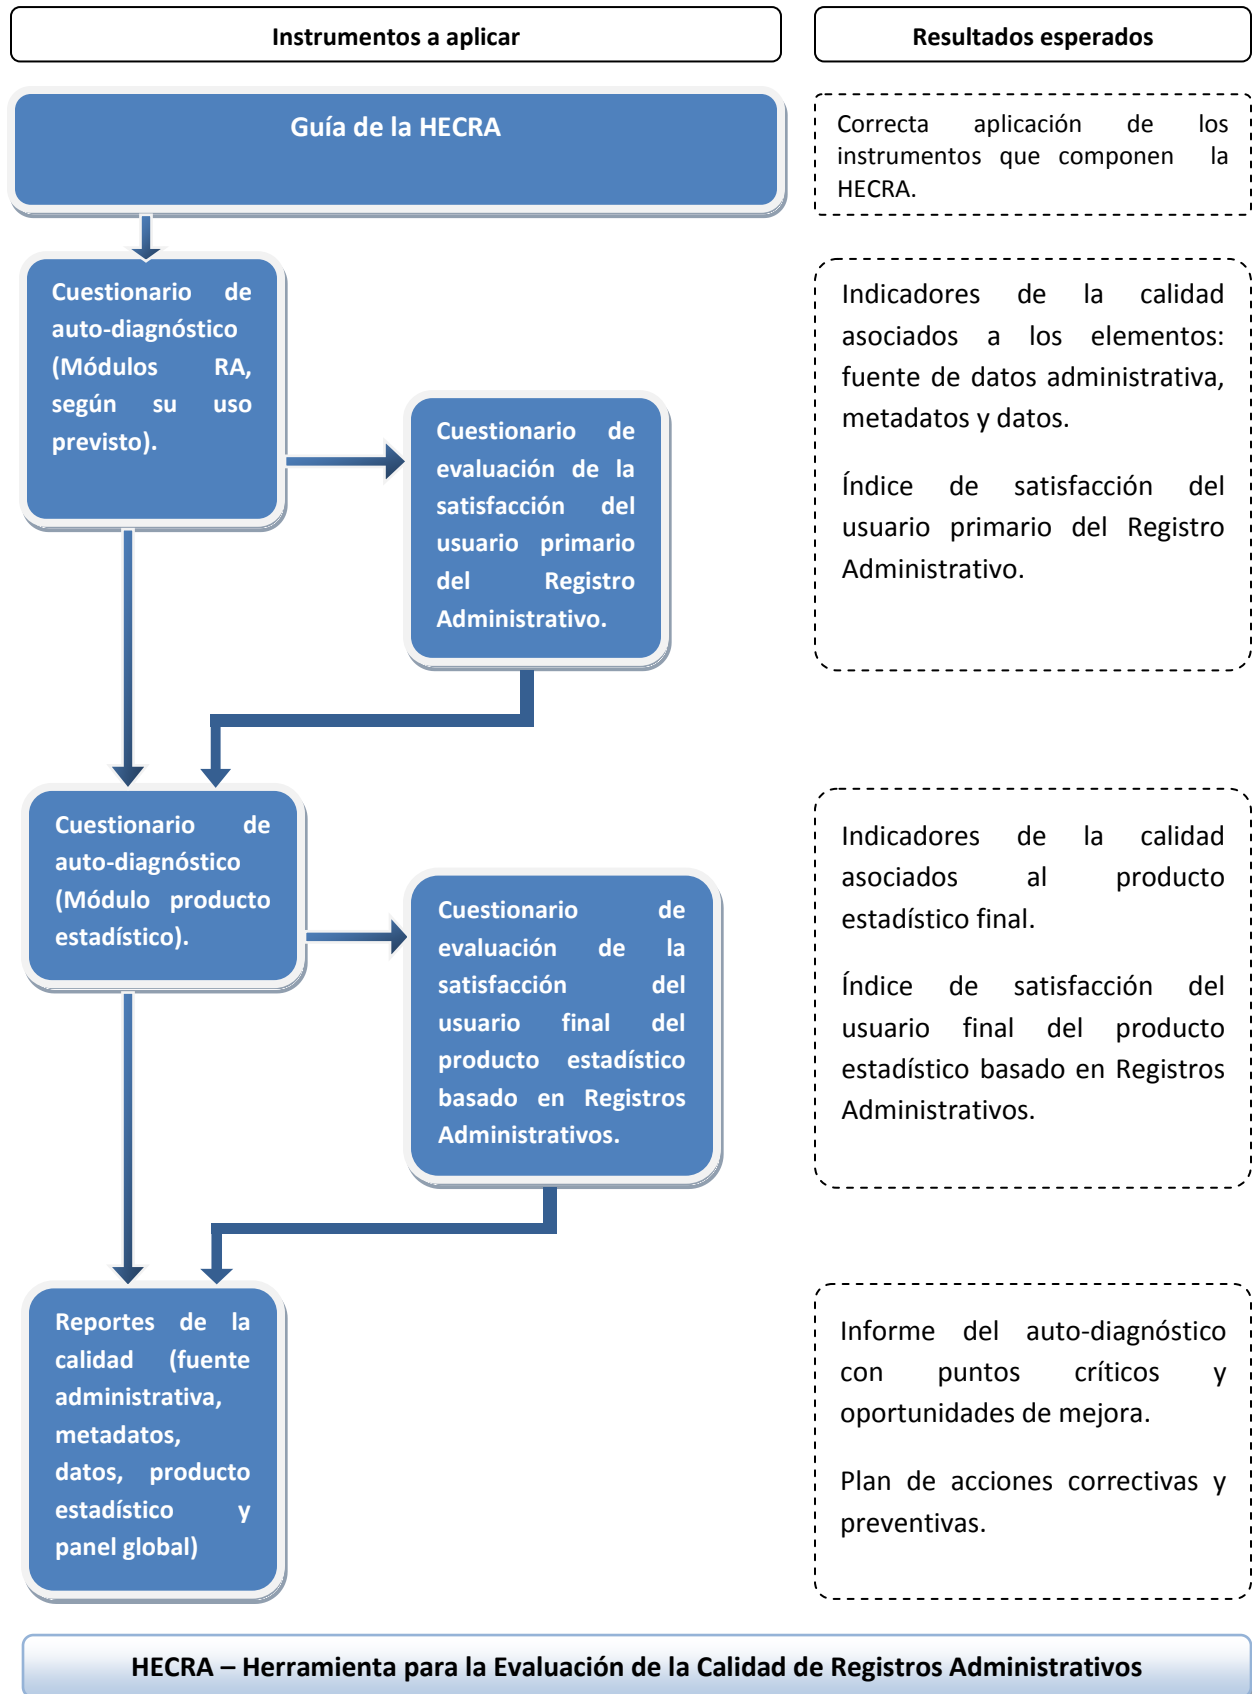 Instrumentos a aplicar
Resultados esperados
Guía de la HECRA
Correcta aplicación de los
instrumentos que componen la
HECRA.
Cuestionario de
auto-diagnóstico
(Módulos RA,
según su uso
previsto).
Cuestionario de
evaluación de la
satisfacción del
usuario primario
del Registro
Administrativo.
Indicadores de la calidad
asociados a los elementos:
fuente de datos administrativa,
metadatos y datos.
Índice de satisfacción del
usuario primario del Registro
Administrativo.
Cuestionario de
auto-diagnóstico
(Módulo producto
estadístico).
Cuestionario de
evaluación de la
satisfacción del
usuario final del
producto estadístico
basado en Registros
Administrativos.
Indicadores de la calidad
asociados al producto
estadístico final.
Índice de satisfacción del
usuario final del producto
estadístico basado en Registros
Administrativos.
Reportes de la
calidad (fuente
administrativa,
metadatos,
datos, producto
estadístico y
panel global)
Informe del auto-diagnóstico
con puntos críticos y
oportunidades de mejora.
Plan de acciones correctivas y
preventivas.
HECRA – Herramienta para la Evaluación de la Calidad de Registros Administrativos